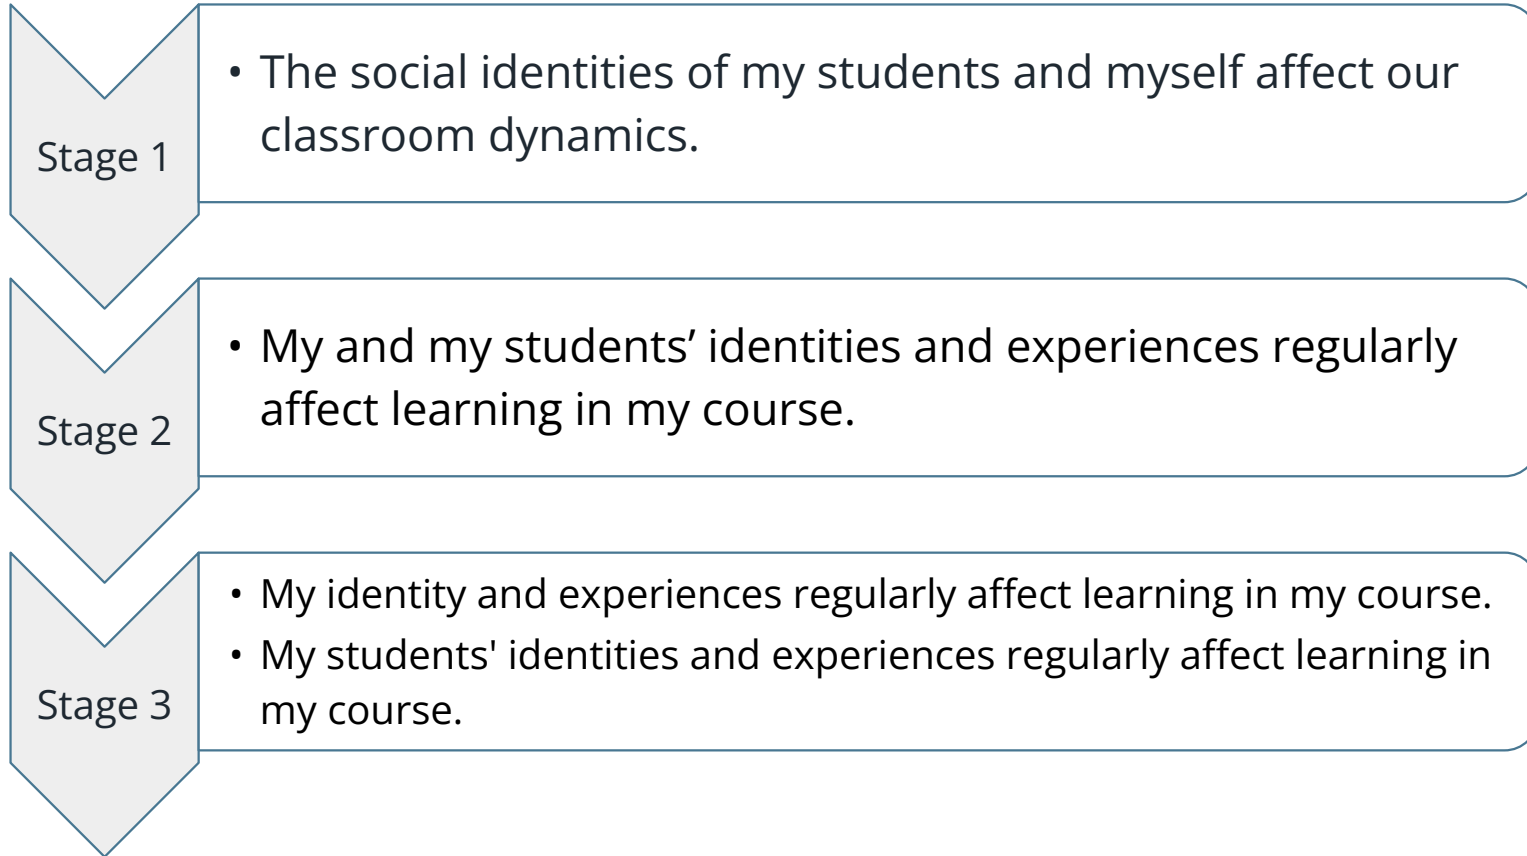 Stage 1
• The social identities of my students and myself affect our
classroom dynamics.
Stage 2
• My and my students’ identities and experiences regularly
affect learning in my course.
Stage 3
• My identity and experiences regularly affect learning in my course.
• My students' identities and experiences regularly affect learning in
my course.